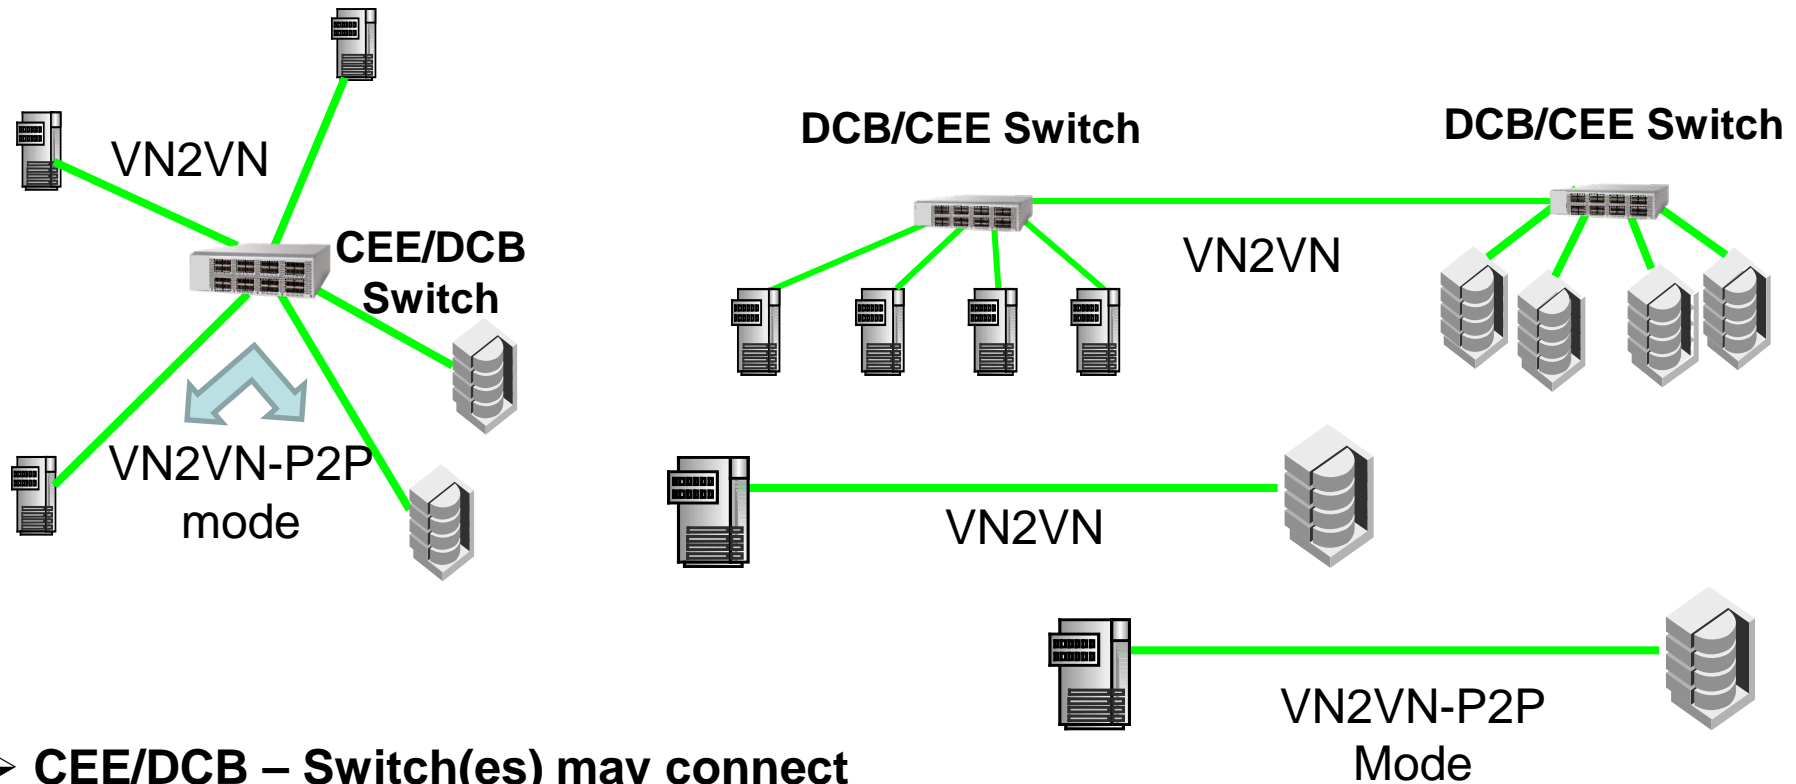 VN2VN
CEE/DCB
Switch
VN2VN-P2P
mode
DCB/CEE Switch
DCB/CEE Switch
VN2VN
VN2VN
VN2VN-P2P
Mode
➢ CEE/DCB – Switch(es) may connect